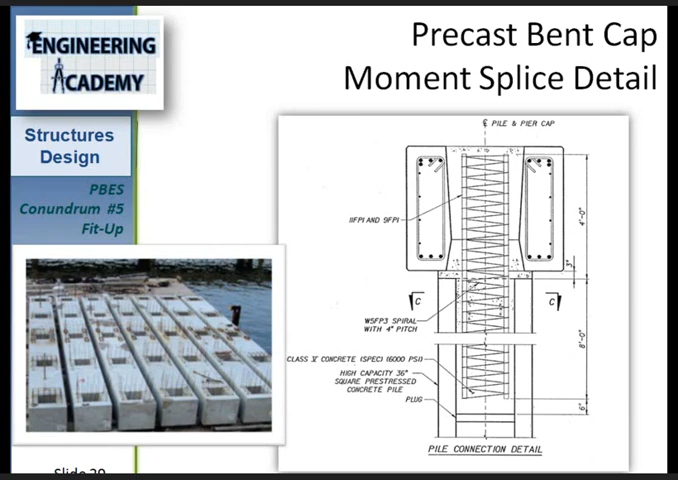 ENGINEERING
ACADEMY
Precast Bent Cap
Moment Splice Detail
Structures
Design
PBES
Conundrum #5
Fit-Up
℄ PILE & PIER CAP
11FP1 AND 9FP1
4'-0"
3"
C
C
W5FP3 SPIRAL
WITH 4" PITCH
8'-0"
CLASS V CONCRETE (SPEC) (6000 PSI)
HIGH CAPACITY 36"
SQUARE PRESTRESSED
CONCRETE PILE
PLUG
6"
PILE CONNECTION DETAIL